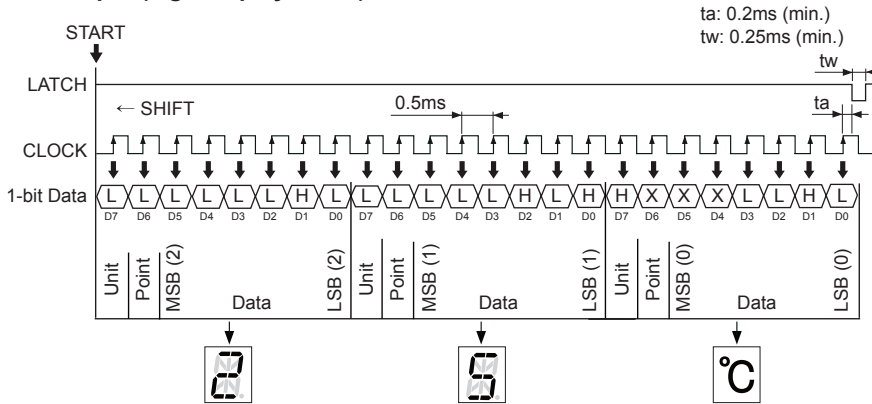 ta: 0.2ms (min.)
tw: 0.25ms (min.)
START
tw
LATCH
← SHIFT
0.5ms
ta
CLOCK
1-bit Data
L L L L L L H L L L L L L H L H H X X X L L H L
D7 D6 D5 D4 D3 D2 D1 D0 D7 D6 D5 D4 D3 D2 D1 D0 D7 D6 D5 D4 D3 D2 D1 D0
Unit Point MSB (2) Data LSB (2) Unit Point MSB (1) Data LSB (1) Unit Point MSB (0) Data LSB (0)
2 5 °C